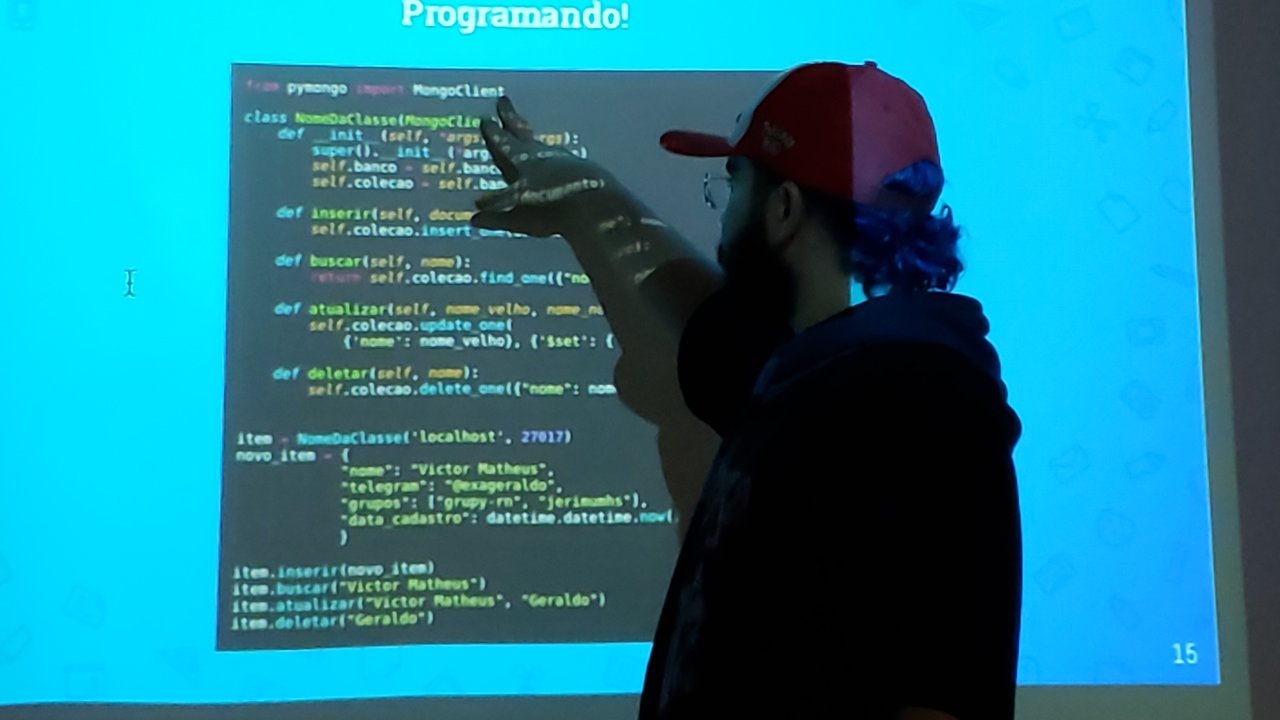 Programando!
from pymongo import MongoClient
class NomeDaClasse(MongoClie
def __init__(self, *args
super().__init__(*arg
self.banco = self.banc
self.colecao = self.ban
documento)
def inserir(self, docum
self.colecao.insert_one(
def buscar(self, nome):
return self.colecao.find_one({"no
def atualizar(self, nome_velho, nome_n
self.colecao.update_one(
{'nome': nome_velho}, {'$set': {
def deletar(self, nome):
self.colecao.delete_one({"nome": nom
item = NomeDaClasse('localhost', 27017)
novo_item = {
"nome": "Victor Matheus",
"telegram": "@exageraldo",
"grupos": ["grupy-rn", "jerimumhs"],
"data_cadastro": datetime.datetime.now(
}
item.inserir(novo_item)
item.buscar("Victor Matheus")
item.atualizar("Victor Matheus", "Geraldo")
item.deletar("Geraldo")
15